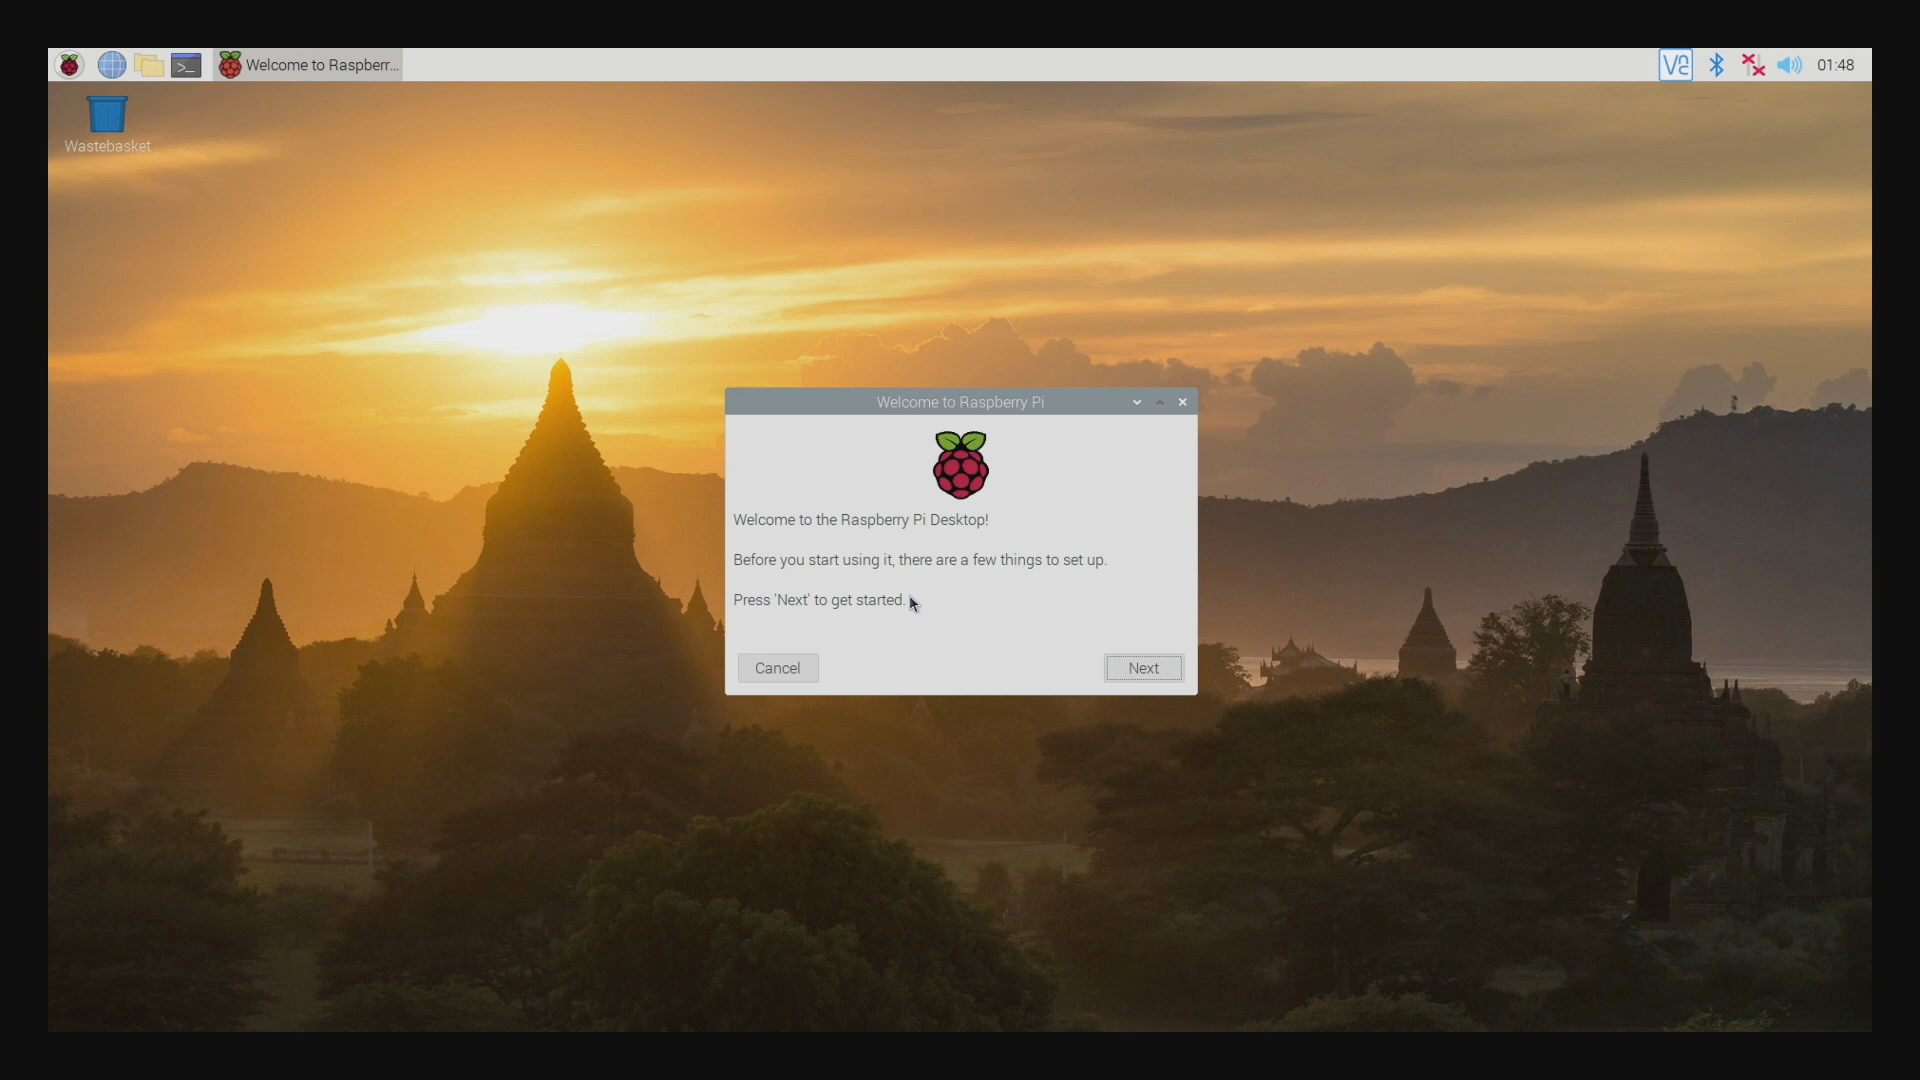 Welcome to Raspberr...
01:48
Wastebasket
Welcome to Raspberry Pi
Welcome to the Raspberry Pi Desktop!
Before you start using it, there are a few things to set up.
Press 'Next' to get started.
Cancel
Next